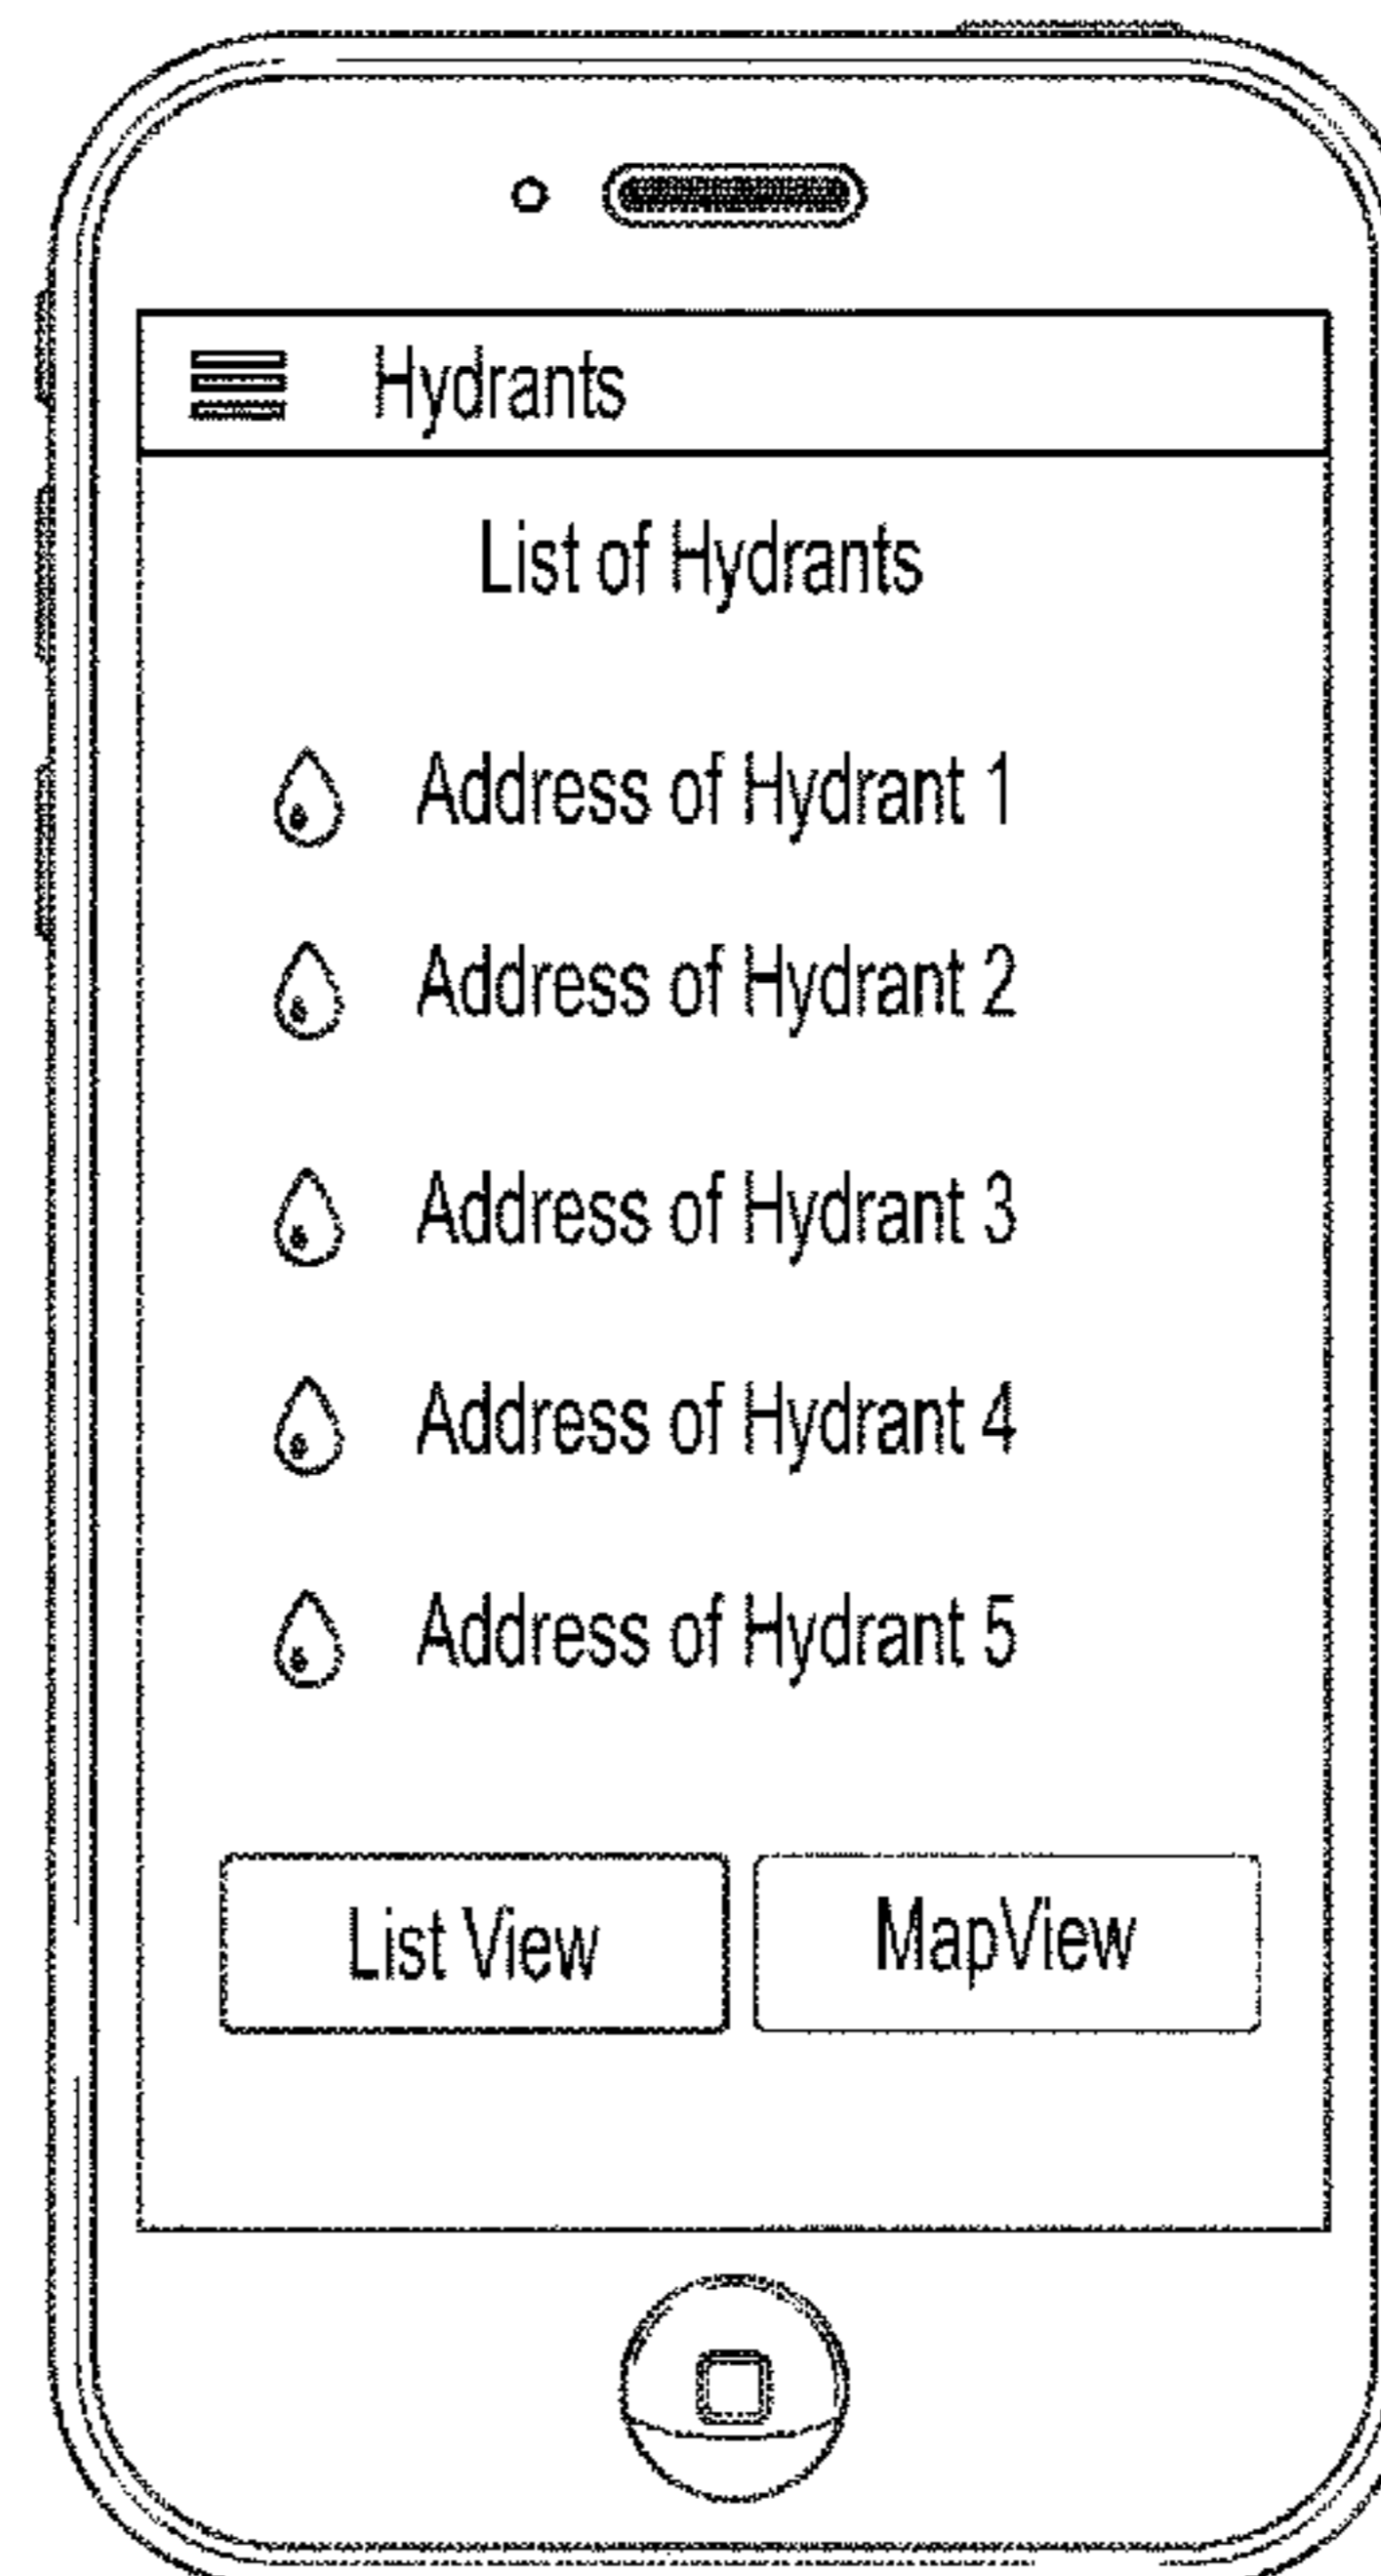 Hydrants
List of Hydrants
Address of Hydrant 1
Address of Hydrant 2
Address of Hydrant 3
Address of Hydrant 4
Address of Hydrant 5
List View
MapView